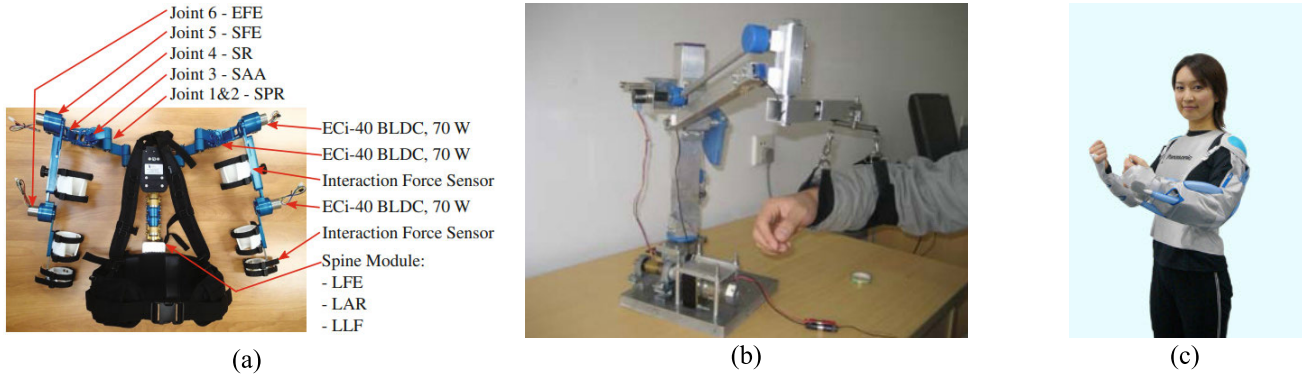 Joint 6 - EFE
Joint 5 - SFE
Joint 4 - SR
Joint 3 - SAA
Joint 1&2 - SPR
ECi-40 BLDC, 70 W
ECi-40 BLDC, 70 W
Interaction Force Sensor
ECi-40 BLDC, 70 W
Interaction Force Sensor
Spine Module:
- LFE
- LAR
- LLF
Panasonic
(a)
(b)
(c)